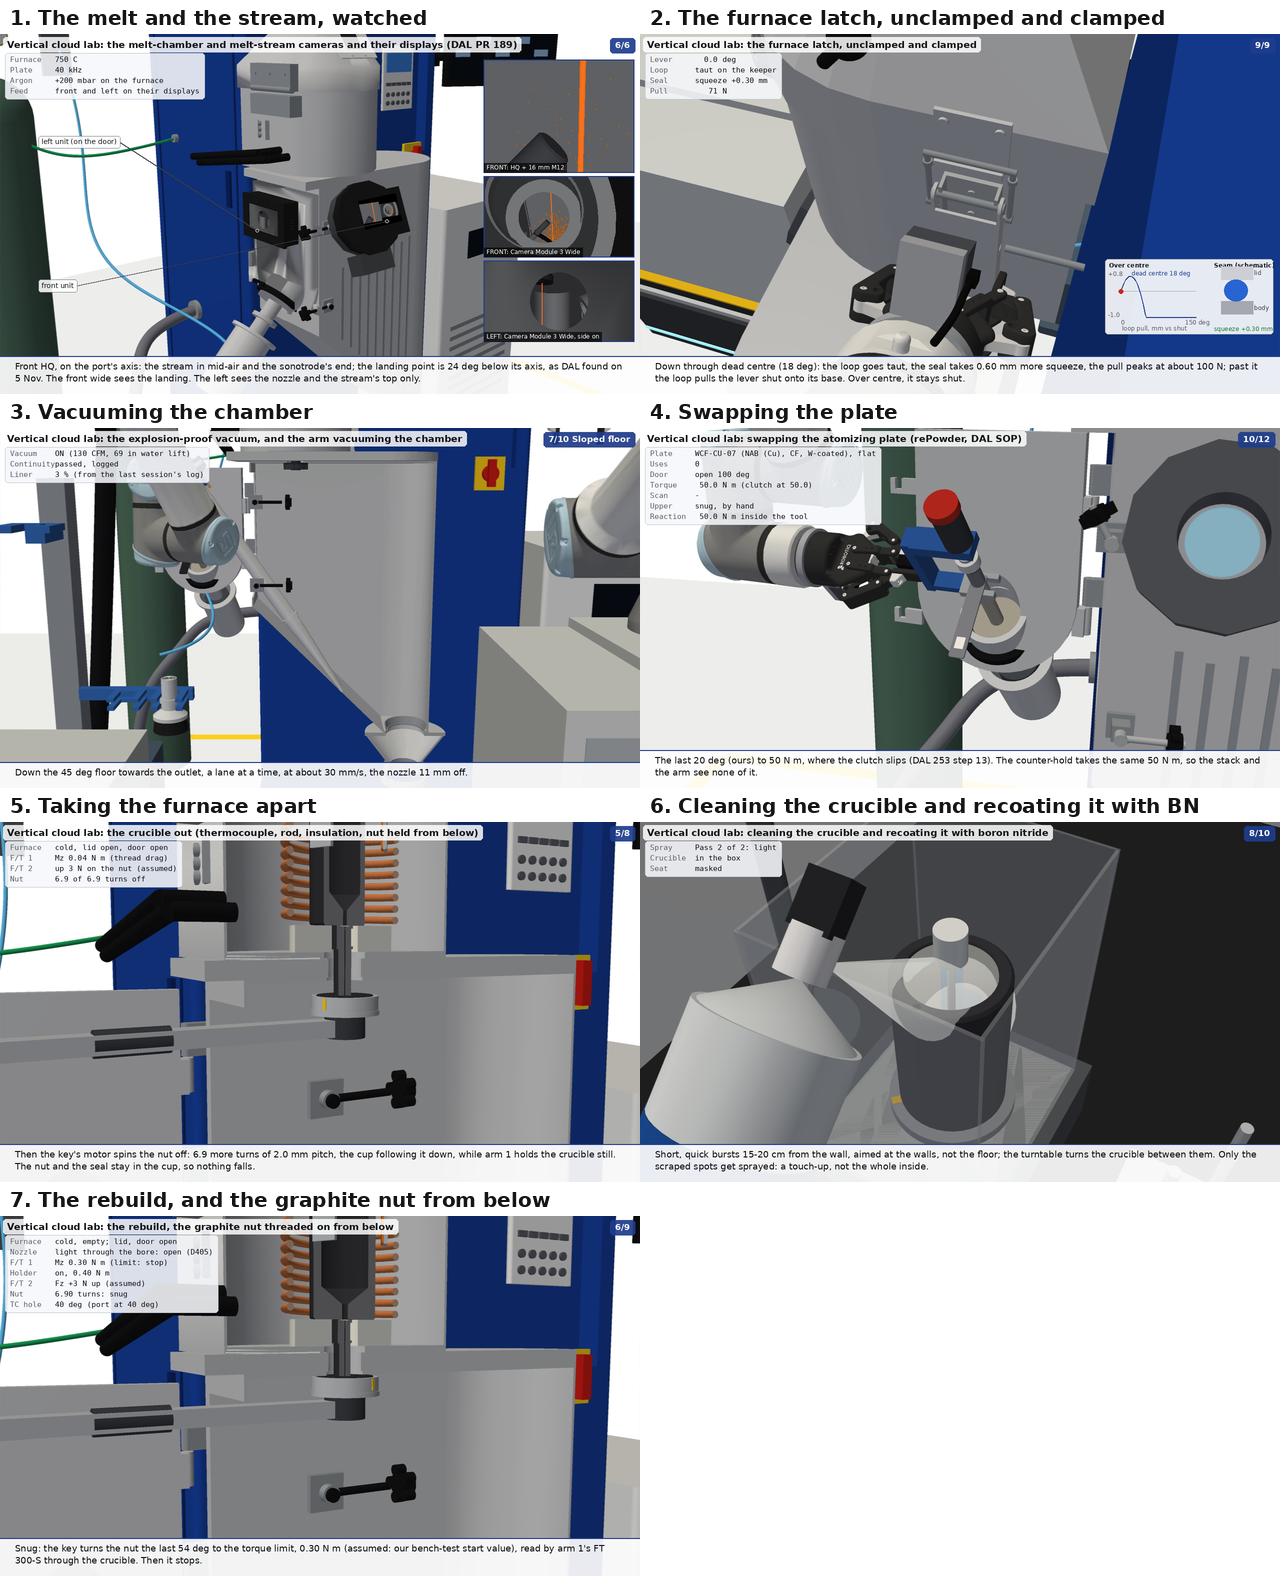 1. The melt and the stream, watched
Vertical cloud lab: the melt-chamber and melt-stream cameras and their displays (DAL PR 189)
6/6
Furnace 750 C
Plate 40 kHz
Argon +200 mbar on the furnace
Feed front and left on their displays
left unit (on the door)
front unit
FRONT: HQ + 16 mm M12
FRONT: Camera Module 3 Wide
LEFT: Camera Module 3 Wide, side on
Front HQ, on the port's axis: the stream in mid-air and the sonotrode's end; the landing point is 24 deg below its axis, as DAL found on
5 Nov. The front wide sees the landing. The left sees the nozzle and the stream's top only.
2. The furnace latch, unclamped and clamped
Vertical cloud lab: the furnace latch, unclamped and clamped
9/9
Lever 0.0 deg
Loop taut on the keeper
Seal squeeze +0.30 mm
Pull 71 N
Over centre
Seam (schematic)
+0.8
dead centre 18 deg
lid
body
-1.0
0
150 deg
loop pull, mm vs shut
squeeze +0.30 mm
Down through dead centre (18 deg): the loop goes taut, the seal takes 0.60 mm more squeeze, the pull peaks at about 100 N; past it
the loop pulls the lever shut onto its base. Over centre, it stays shut.
3. Vacuuming the chamber
Vertical cloud lab: the explosion-proof vacuum, and the arm vacuuming the chamber
7/10 Sloped floor
Vacuum ON (130 CFM, 69 in water lift)
Continuity passed, logged
Liner 3 % (from the last session's log)
Down the 45 deg floor towards the outlet, a lane at a time, at about 30 mm/s, the nozzle 11 mm off.
4. Swapping the plate
Vertical cloud lab: swapping the atomizing plate (rePowder, DAL SOP)
10/12
Plate WCF-CU-07 (NAB (Cu), CF, W-coated), flat
Uses 0
Door open 100 deg
Torque 50.0 N m (clutch at 50.0)
Scan -
Upper snug, by hand
Reaction 50.0 N m inside the tool
The last 20 deg (ours) to 50 N m, where the clutch slips (DAL 253 step 13). The counter-hold takes the same 50 N m, so the stack and
the arm see none of it.
5. Taking the furnace apart
Vertical cloud lab: the crucible out (thermocouple, rod, insulation, nut held from below)
5/8
Furnace cold, lid open, door open
F/T 1 Mz 0.04 N m (thread drag)
F/T 2 up 3 N on the nut (assumed)
Nut 6.9 of 6.9 turns off
Then the key's motor spins the nut off: 6.9 more turns of 2.0 mm pitch, the cup following it down, while arm 1 holds the crucible still.
The nut and the seal stay in the cup, so nothing falls.
6. Cleaning the crucible and recoating it with BN
Vertical cloud lab: cleaning the crucible and recoating it with boron nitride
8/10
Spray Pass 2 of 2: light
Crucible in the box
Seat masked
Short, quick bursts 15-20 cm from the wall, aimed at the walls, not the floor; the turntable turns the crucible between them. Only the
scraped spots get sprayed: a touch-up, not the whole inside.
7. The rebuild, and the graphite nut from below
Vertical cloud lab: the rebuild, the graphite nut threaded on from below
6/9
Furnace cold, empty; lid, door open
Nozzle light through the bore: open (D405)
F/T 1 Mz 0.30 N m (limit: stop)
Holder on, 0.40 N m
F/T 2 Fz +3 N up (assumed)
Nut 6.90 turns: snug
TC hole 40 deg (port at 40 deg)
Snug: the key turns the nut the last 54 deg to the torque limit, 0.30 N m (assumed: our bench-test start value), read by arm 1's FT
300-S through the crucible. Then it stops.